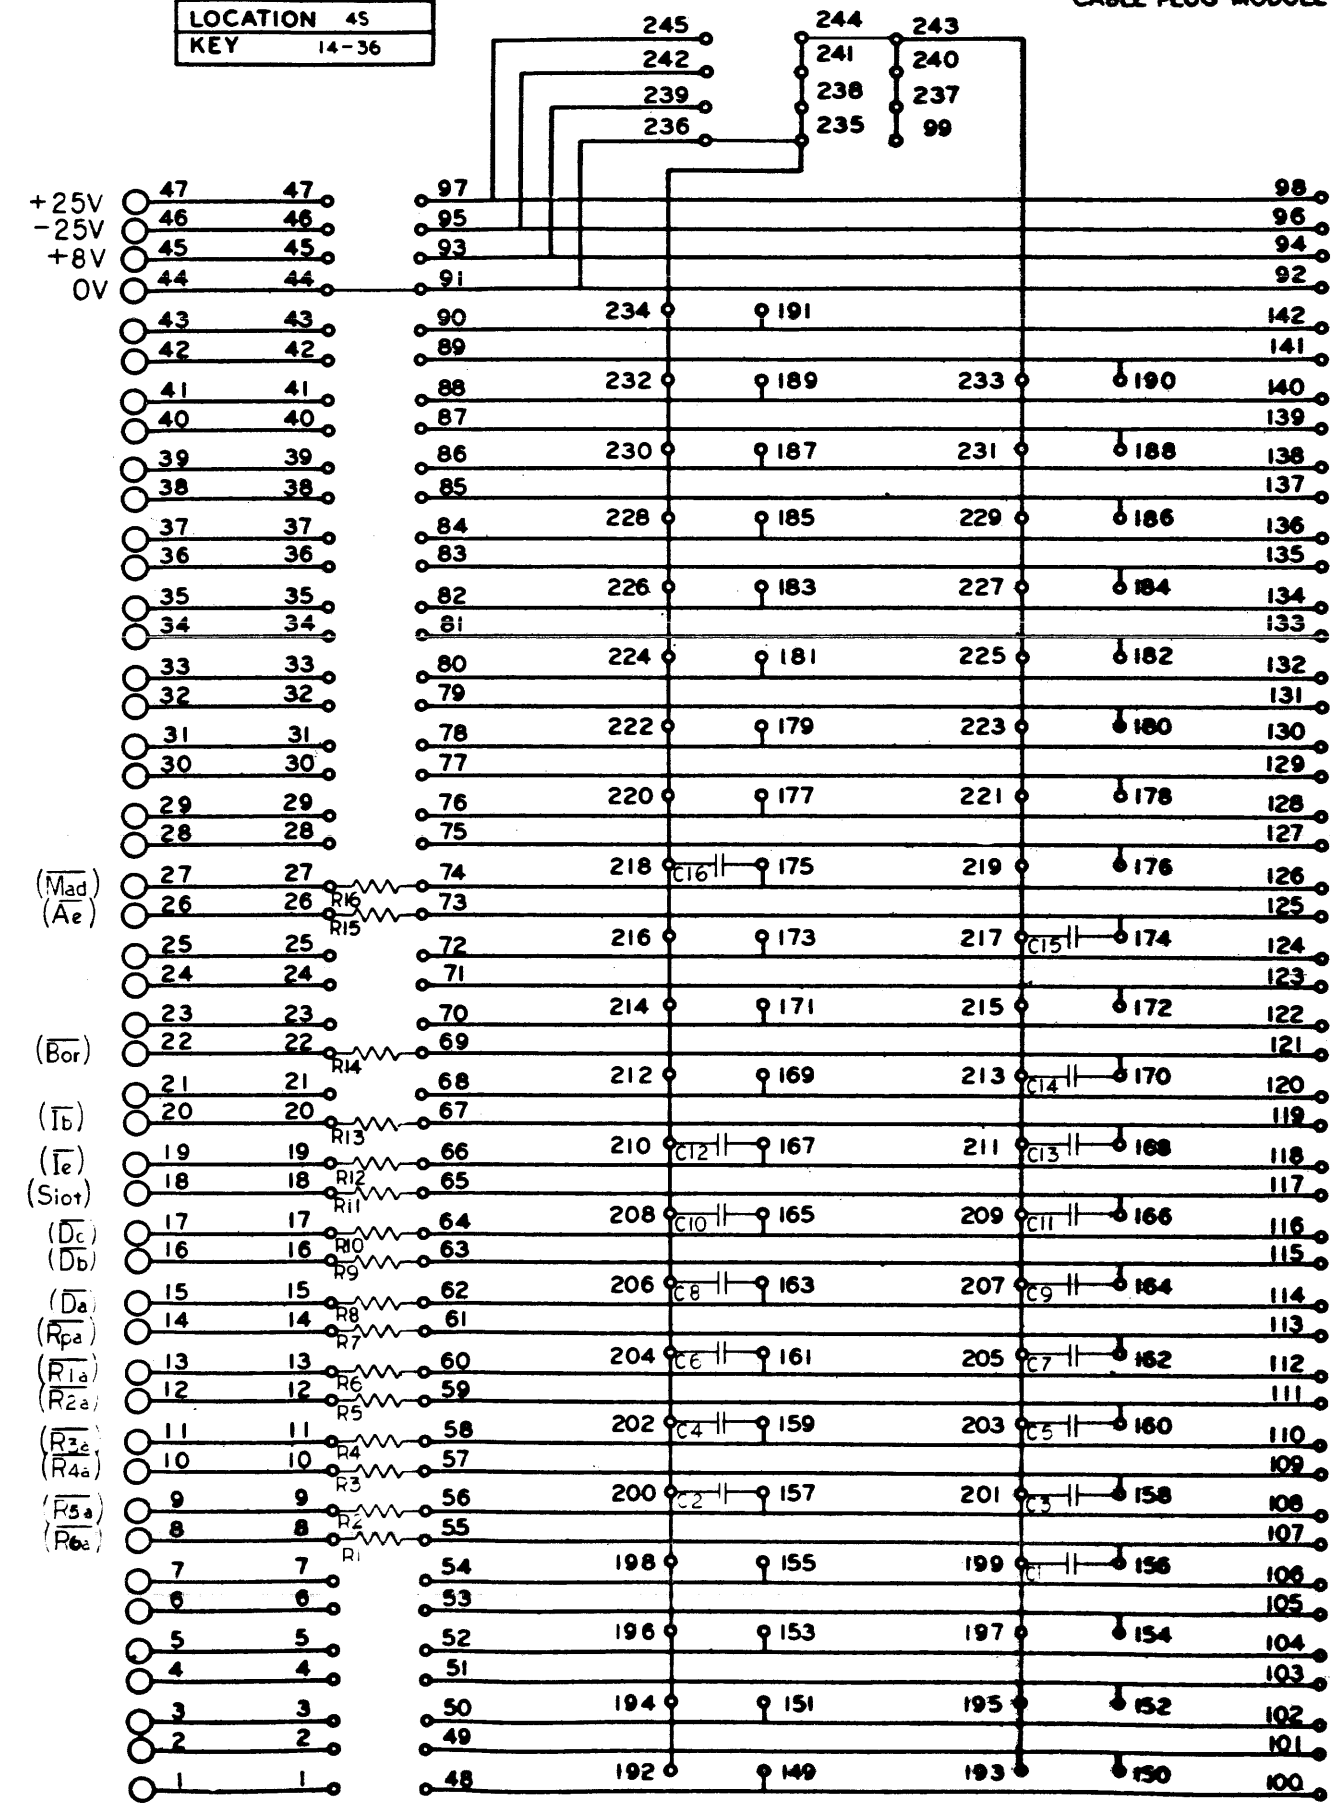 CABLE PLUG MODULE
LOCATION 4S
KEY 14-36
245 244 243
242 241 240
239 238 237
236 235 99
+25V 47 47 97 98
-25V 46 46 95 96
+8V 45 45 93 94
0V 44 44 91 92
234 191
43 43 90 142
42 42 89 141
232 189 233 190
41 41 88 140
40 40 87 139
230 187 231 188
39 39 86 138
38 38 85 137
228 185 229 186
37 37 84 136
36 36 83 135
226 183 227 184
35 35 82 134
34 34 81 133
224 181 225 182
33 33 80 132
32 32 79 131
222 179 223 180
31 31 78 130
30 30 77 129
220 177 221 178
29 29 76 128
28 28 75 127
218 C16 175 219 176
(M̅a̅d̅) 27 27 R16 74 126
(A̅e̅) 26 26 R15 73 125
216 173 217 C15 174
25 25 72 124
24 24 71 123
214 171 215 172
23 23 70 122
(B̅o̅r̅) 22 22 R14 69 121
212 169 213 C14 170
21 21 68 120
(I̅b̅) 20 20 R13 67 119
210 C12 167 211 C13 168
(I̅e̅) 19 19 R12 66 118
(Siot) 18 18 R11 65 117
208 C10 165 209 C11 166
(D̅c̅) 17 17 R10 64 116
(D̅b̅) 16 16 R9 63 115
206 C8 163 207 C9 164
(D̅a̅) 15 15 R8 62 114
(R̅p̅a̅) 14 14 R7 61 113
204 C6 161 205 C7 162
(R̅1̅a̅) 13 13 R6 60 112
(R̅2̅a̅) 12 12 R5 59 111
202 C4 159 203 C5 160
(R̅3̅a̅) 11 11 R4 58 110
(R̅4̅a̅) 10 10 R3 57 109
200 C2 157 201 C3 158
(R̅5̅a̅) 9 9 R2 56 108
(R̅6̅a̅) 8 8 R1 55 107
198 155 199 C1 156
7 7 54 106
6 6 53 105
196 153 197 154
5 5 52 104
4 4 51 103
194 151 195 152
3 3 50 102
2 2 49 101
192 149 193 150
1 1 48 100